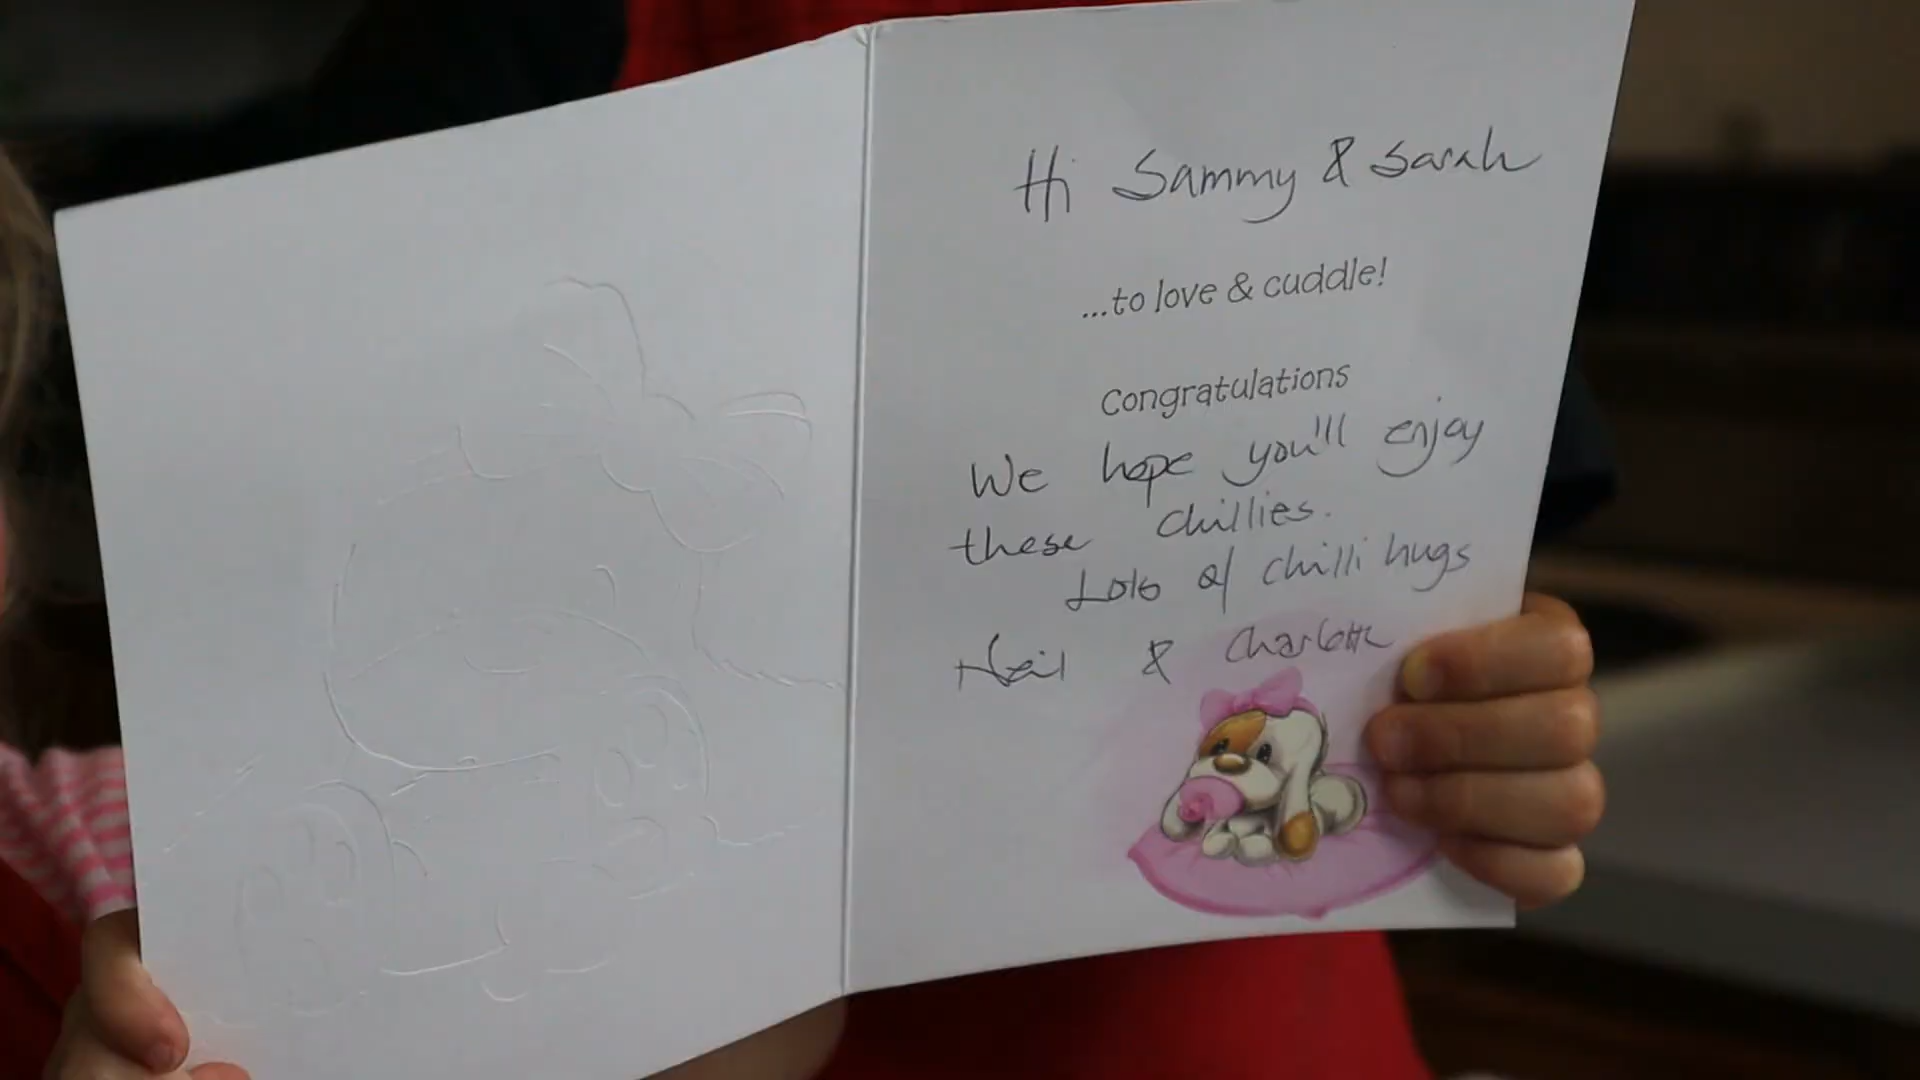 Hi Sammy & Sarah
...to love & cuddle!
Congratulations
We hope you'll enjoy
these chillies.
Lots of chilli hugs
Neil & Charlotte